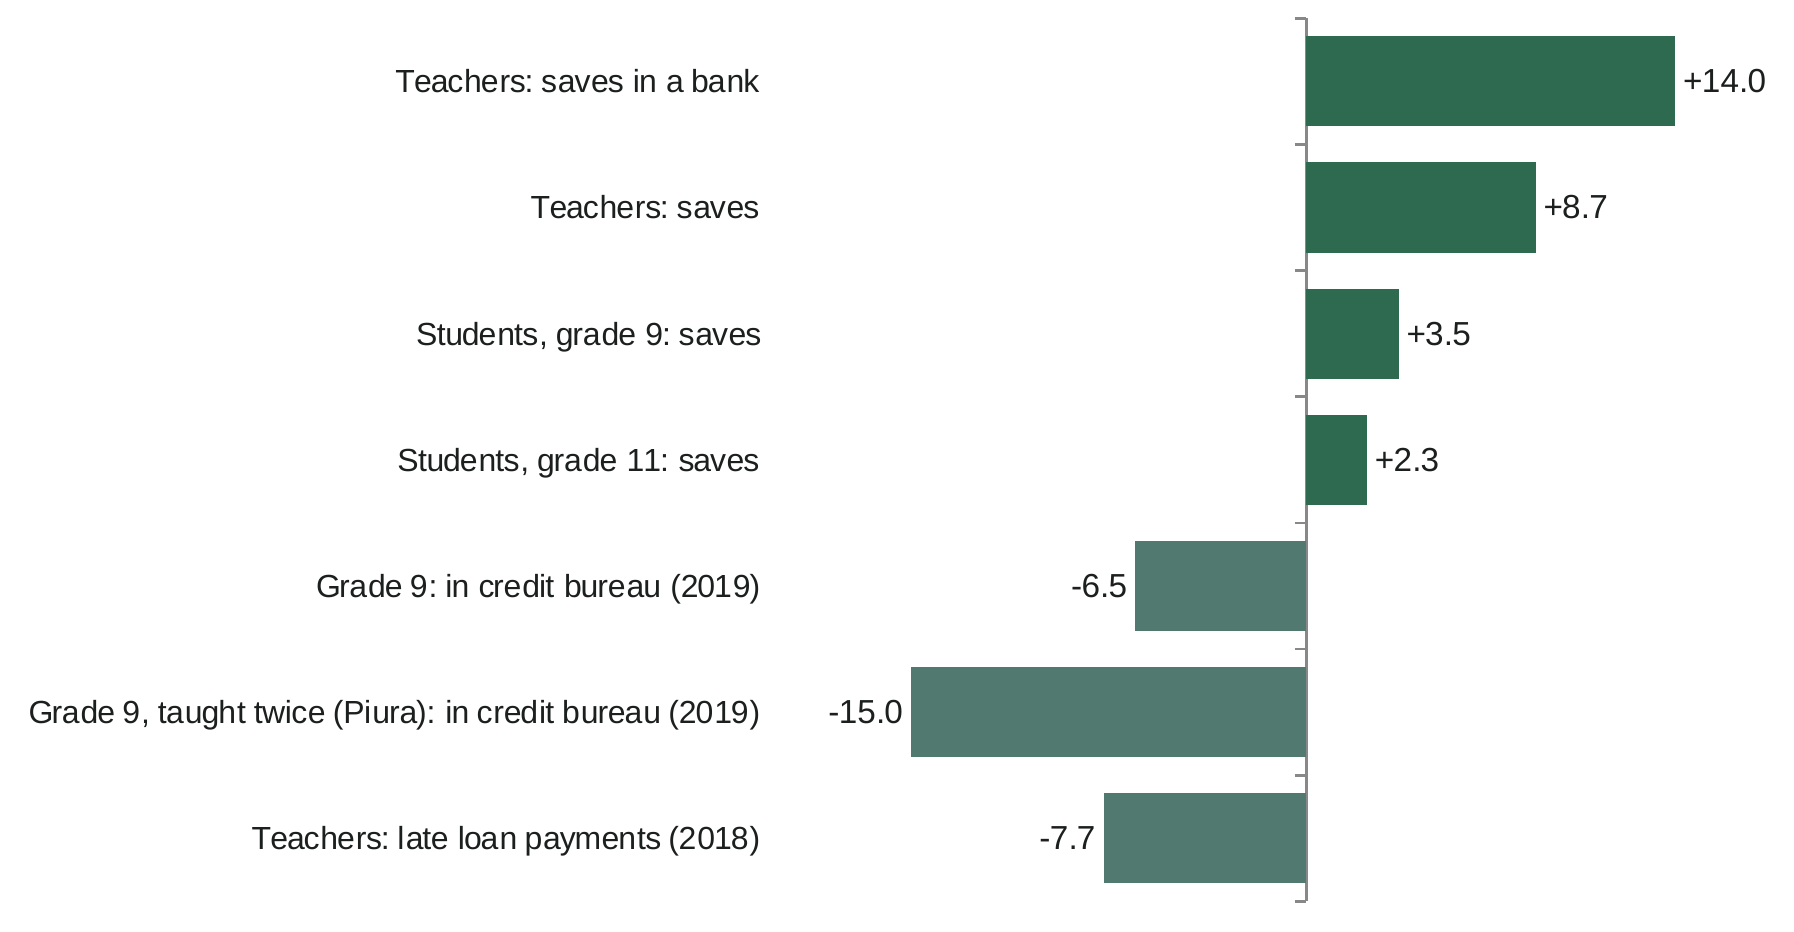 Teachers: saves in a bank +14.0
Teachers: saves +8.7
Students, grade 9: saves +3.5
Students, grade 11: saves +2.3
Grade 9: in credit bureau (2019) -6.5
Grade 9, taught twice (Piura): in credit bureau (2019) -15.0
Teachers: late loan payments (2018) -7.7